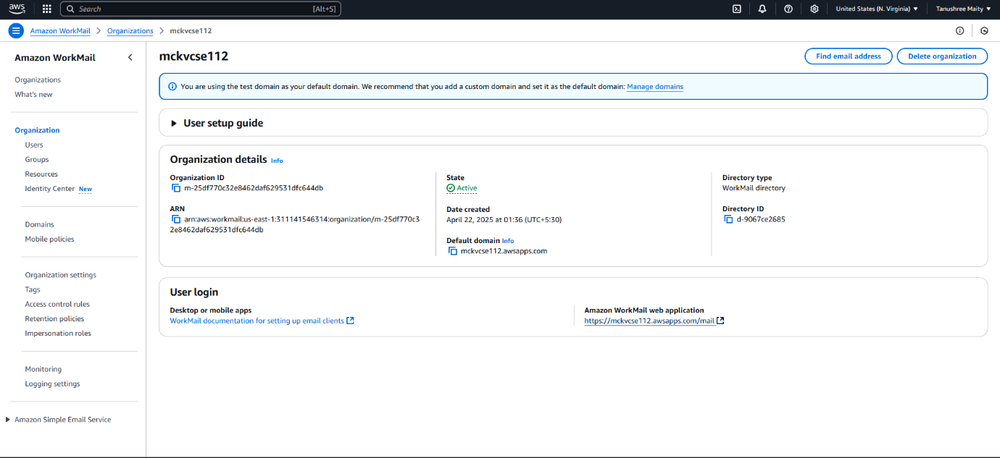 aws
Search
[Alt+S]
United States (N. Virginia)
Tanushree Maity
Amazon WorkMail
Organizations
mckvcse112
Amazon WorkMail
Organizations
What's new
Organization
Users
Groups
Resources
Identity Center New
Domains
Mobile policies
Organization settings
Tags
Access control rules
Retention policies
Impersonation roles
Monitoring
Logging settings
Amazon Simple Email Service
mckvcse112
Find email address
Delete organization
You are using the test domain as your default domain. We recommend that you add a custom domain and set it as the default domain: Manage domains
User setup guide
Organization details Info
Organization ID
m-25df770c32e8462daf629531dfc644db
ARN
arn:aws:workmail:us-east-1:311141546314:organization/m-25df770c3
2e8462daf629531dfc644db
State
Active
Date created
April 22, 2025 at 01:36 (UTC+5:30)
Default domain Info
mckvcse112.awsapps.com
Directory type
WorkMail directory
Directory ID
d-9067ce2685
User login
Desktop or mobile apps
WorkMail documentation for setting up email clients
Amazon WorkMail web application
https://mckvcse112.awsapps.com/mail